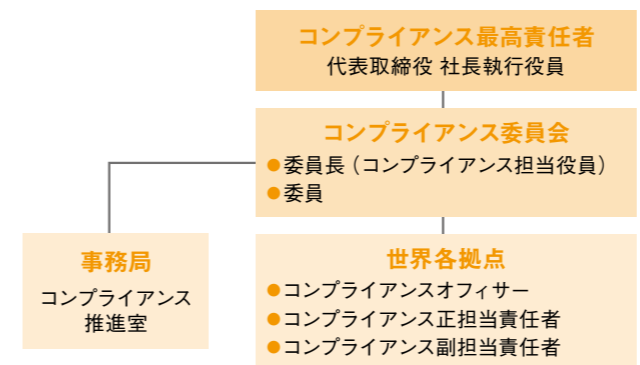 コンプライアンス最高責任者
代表取締役 社長執行役員
コンプライアンス委員会
●委員長（コンプライアンス担当役員）
●委員
事務局
コンプライアンス
推進室
世界各拠点
●コンプライアンスオフィサー
●コンプライアンス正担当責任者
●コンプライアンス副担当責任者